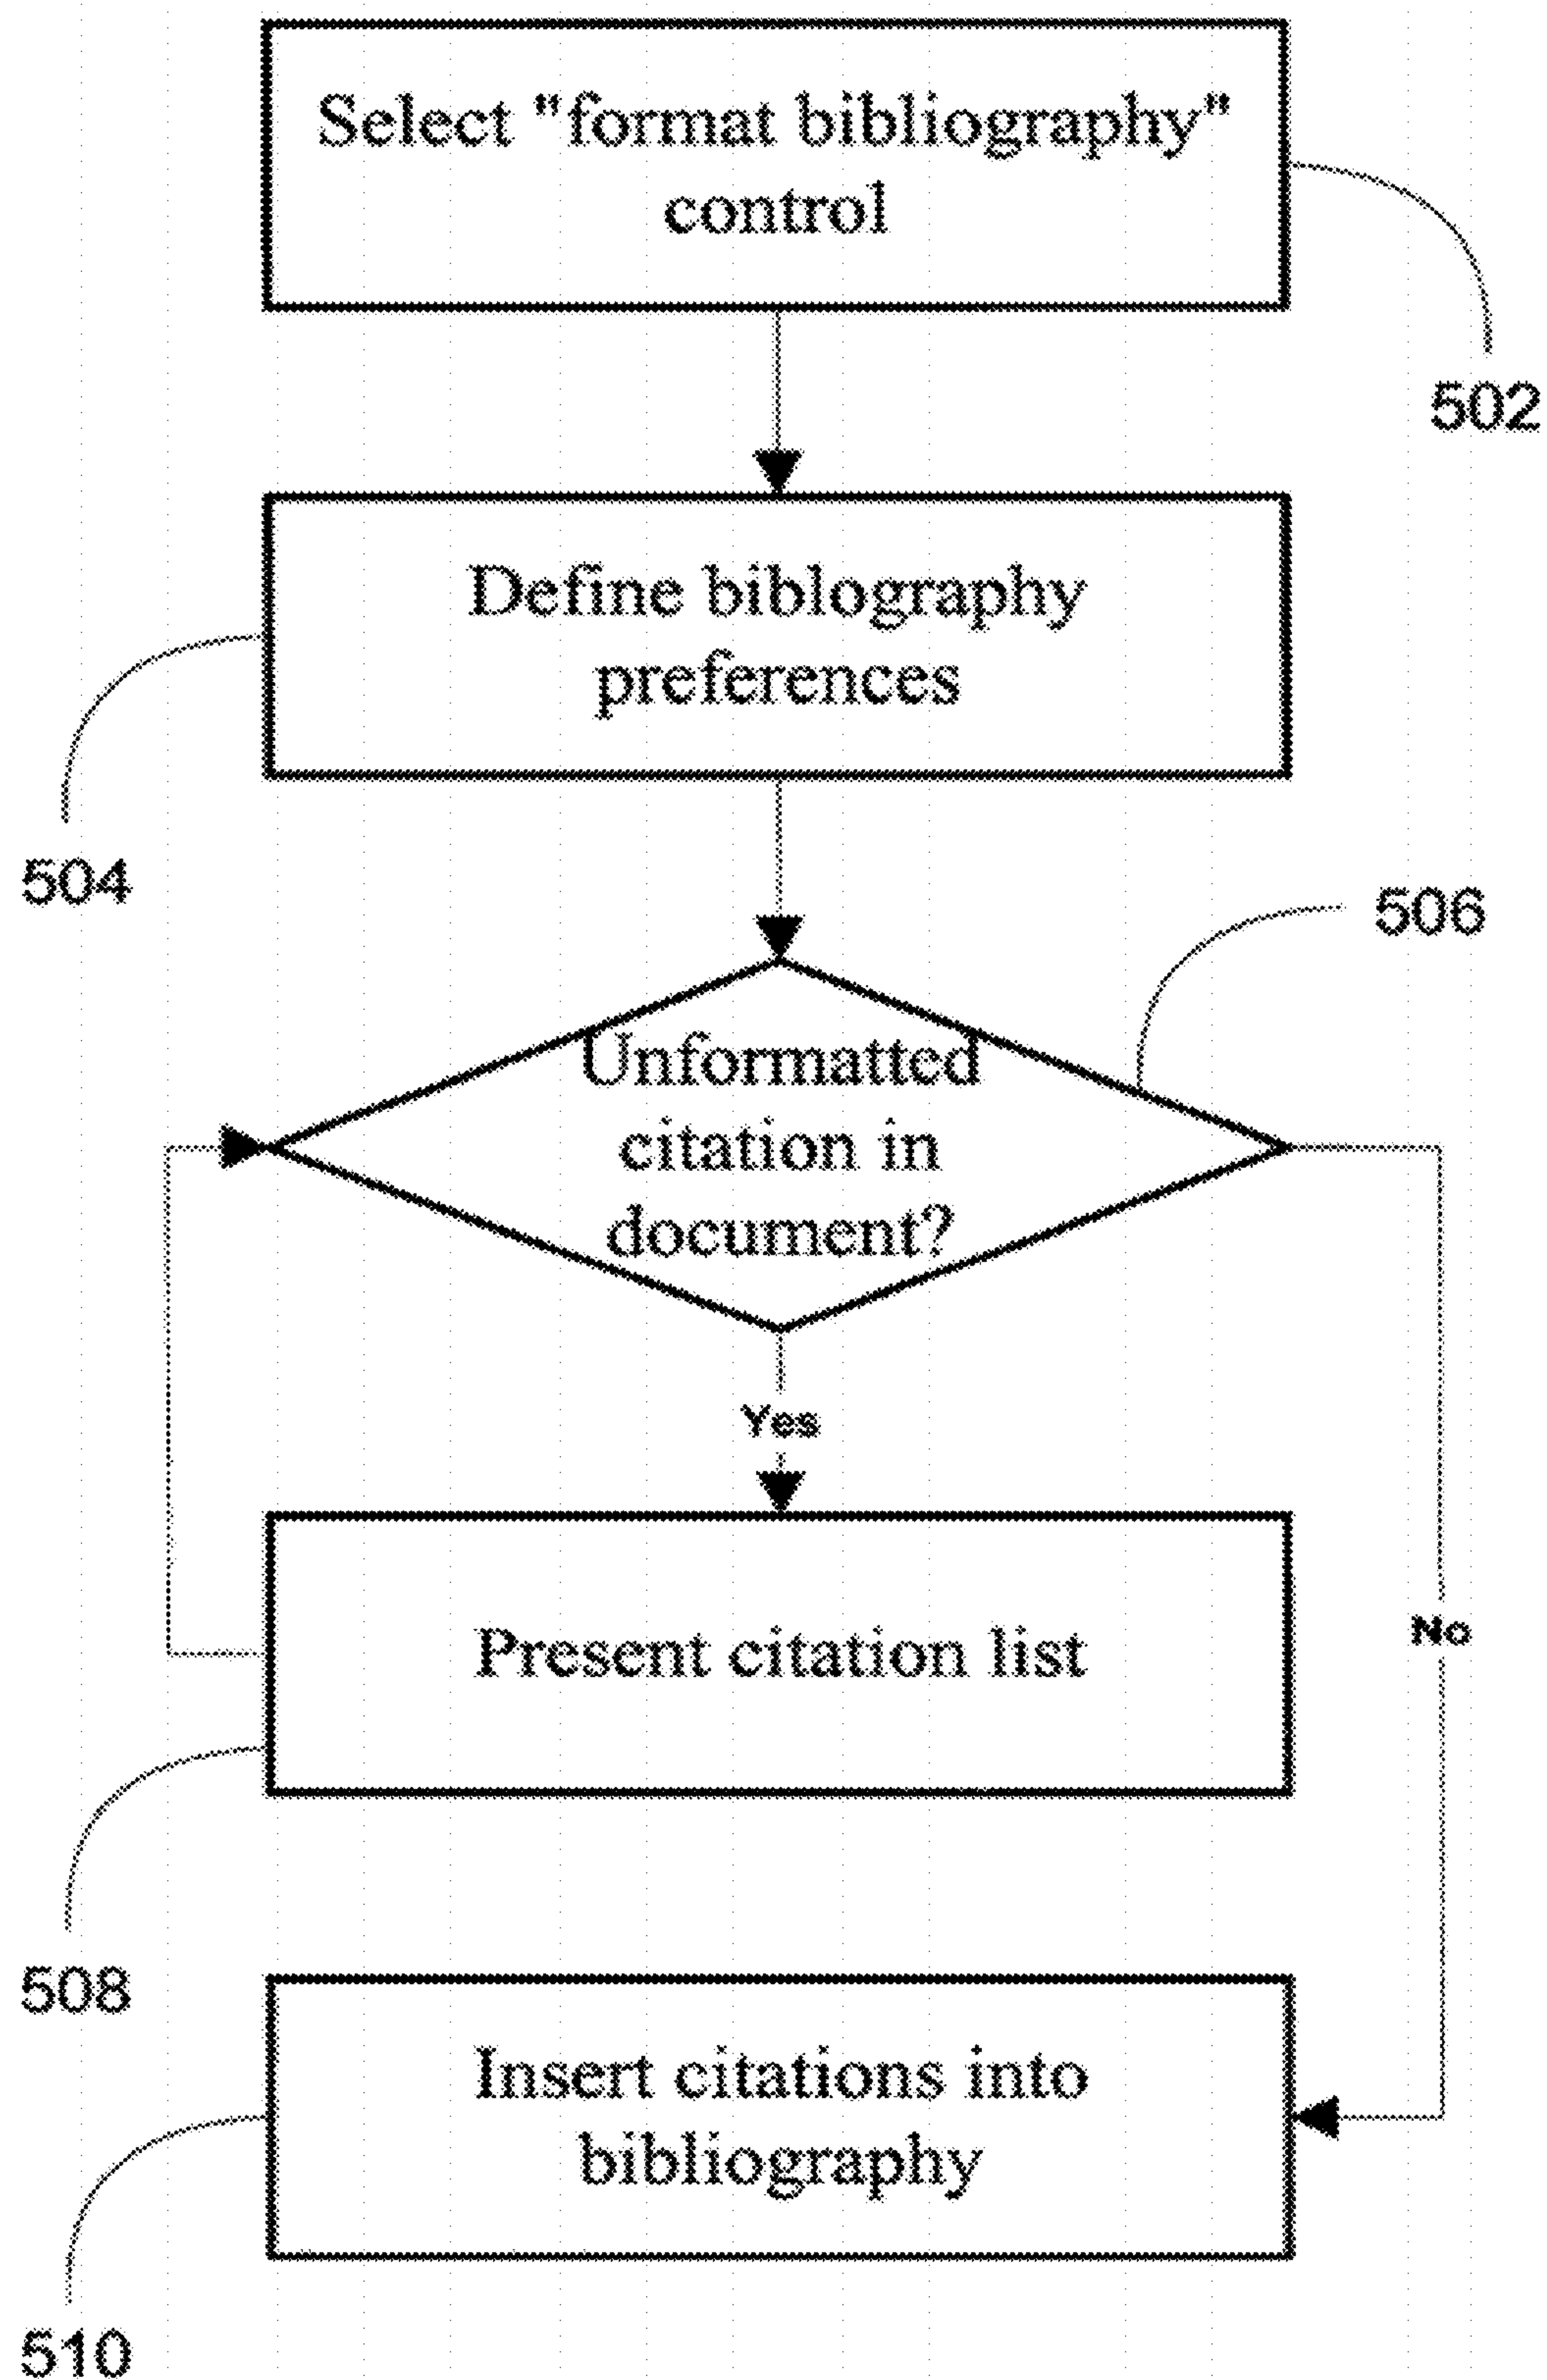 Select "format bibliography"
control
502
Define biblography
preferences
504
506
Unformatted
citation in
document?
Yes
Present citation list
No
508
Insert citations into
bibliography
510